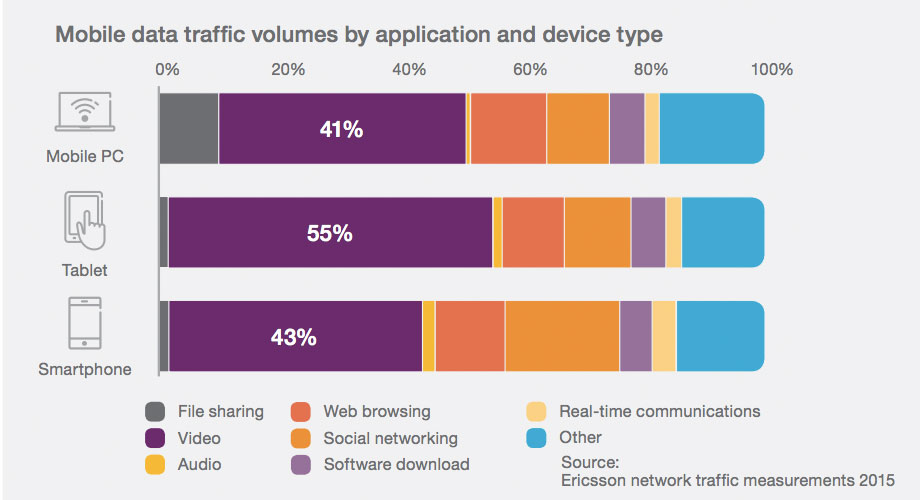 Mobile data traffic volumes by application and device type
0% 20% 40% 60% 80% 100%
41%
Mobile PC
55%
Tablet
43%
Smartphone
File sharing Web browsing Real-time communications
Video Social networking Other
Audio Software download
Source:
Ericsson network traffic measurements 2015